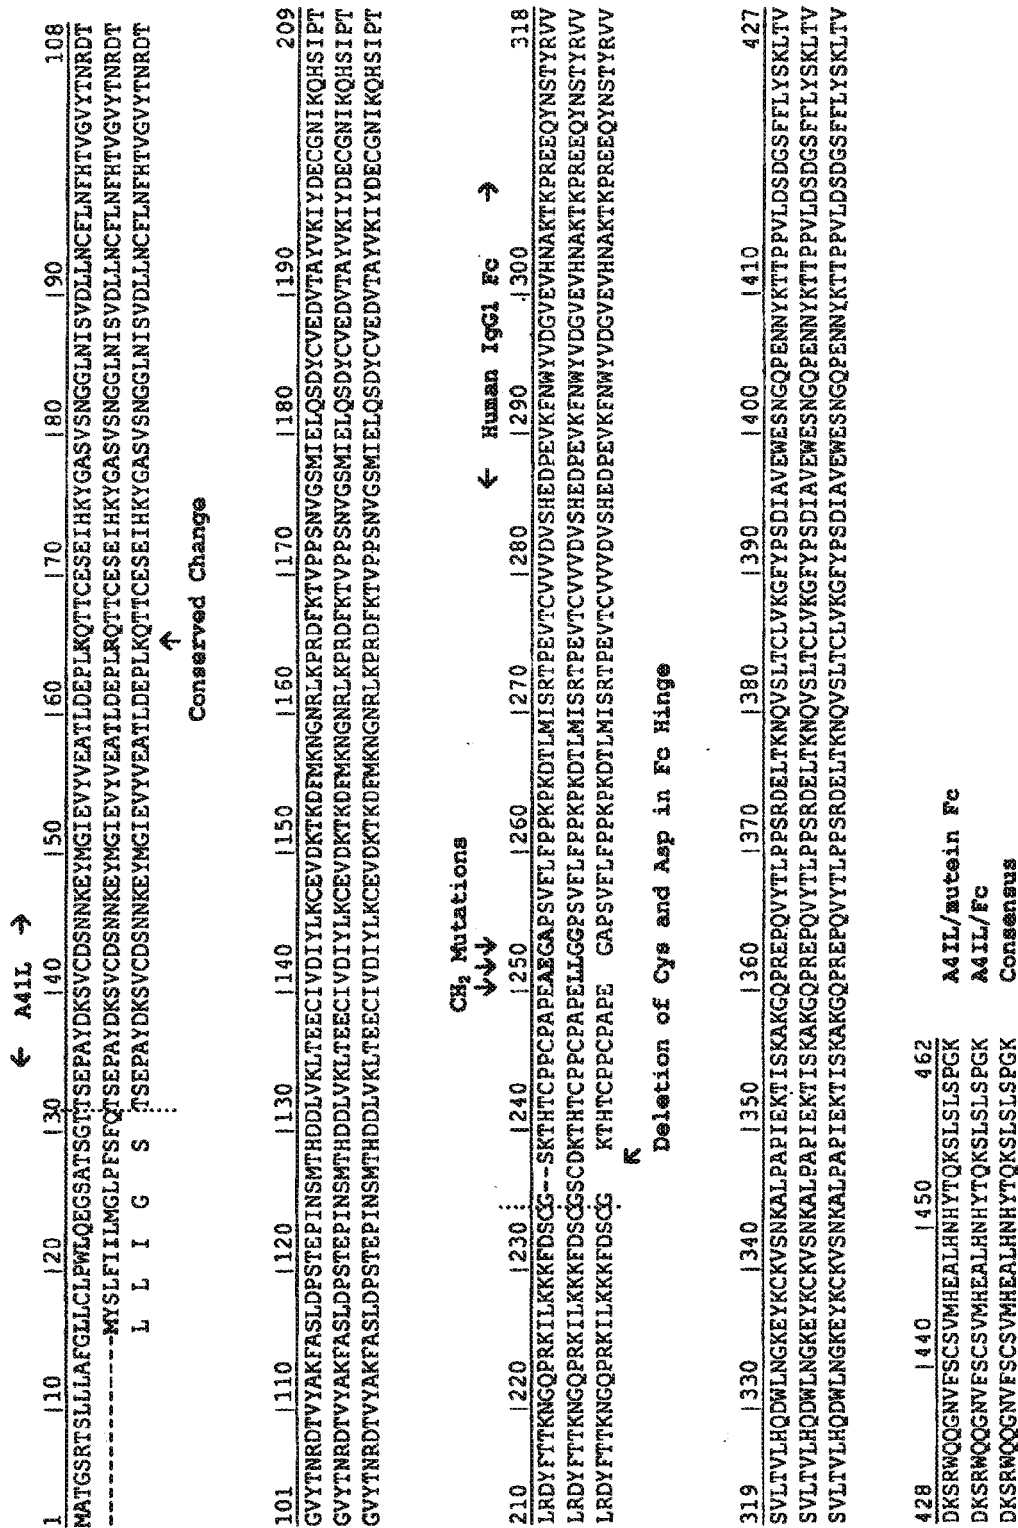 ← A41L →
1 |10 |20 |30 |40 |50 |60 |70 |80 |90 108
MATGSRTSLLLAFGLLCLPWLQEGSATSGTTSEPAYDKSVCDSNNKEYMGIEVYVEATLDEPLKQTTCESEIHKYGASVSNGGLNISVDLLNCFLNFHTVGVYTNRDT
--------------MYSLFIILMGLPFSFQTSEPAYDKSVCDSNNKEYMGIEVYVEATLDEPLRQTTCESEIHKYGASVSNGGLNISVDLLNCFLNFHTVGVYTNRDT
L L I G S TSEPAYDKSVCDSNNKEYMGIEVYVEATLDEPLKQTTCESEIHKYGASVSNGGLNISVDLLNCFLNFHTVGVYTNRDT
↑
Conserved Change
101 |110 |120 |130 |140 |150 |160 |170 |180 |190 209
GVYTNRDTVYAKFASLDPSTEPINSMTHDDLVKLTEECIVDIYLKCEVDKTKDFMKNGNRLKPRDFKTVPPSNVGSMIELQSDYCVEDVTAYVKIYDECGNIKQHSIPT
GVYTNRDTVYAKFASLDPSTEPINSMTHDDLVKLTEECIVDIYLKCEVDKTKDFMKNGNRLKPRDFKTVPPSNVGSMIELQSDYCVEDVTAYVKIYDECGNIKQHSIPT
GVYTNRDTVYAKFASLDPSTEPINSMTHDDLVKLTEECIVDIYLKCEVDKTKDFMKNGNRLKPRDFKTVPPSNVGSMIELQSDYCVEDVTAYVKIYDECGNIKQHSIPT
CH₂ Mutations ← Human IgG1 Fc →
↓↓↓
210 |220 |230 |240 |250 |260 |270 |280 |290 |300 318
LRDYFTTKNGQPRKILKKKFDSCG--SKTHTCPPCPAPEAEGAPSVFLFPPKPKDTLMISRTPEVTCVVVDVSHEDPEVKFNWYVDGVEVHNAKTKPREEQYNSTYRVV
LRDYFTTKNGQPRKILKKKFDSCGSCDKTHTCPPCPAPELLGGPSVFLFPPKPKDTLMISRTPEVTCVVVDVSHEDPEVKFNWYVDGVEVHNAKTKPREEQYNSTYRVV
LRDYFTTKNGQPRKILKKKFDSCG KTHTCPPCPAPE GAPSVFLFPPKPKDTLMISRTPEVTCVVVDVSHEDPEVKFNWYVDGVEVHNAKTKPREEQYNSTYRVV
↖
Deletion of Cys and Asp in Fc Hinge
319 |330 |340 |350 |360 |370 |380 |390 |400 |410 427
SVLTVLHQDWLNGKEYKCKVSNKALPAPIEKTISKAKGQPREPQVYTLPPSRDELTKNQVSLTCLVKGFYPSDIAVEWESNGQPENNYKTTPPVLDSDGSFFLYSKLTV
SVLTVLHQDWLNGKEYKCKVSNKALPAPIEKTISKAKGQPREPQVYTLPPSRDELTKNQVSLTCLVKGFYPSDIAVEWESNGQPENNYKTTPPVLDSDGSFFLYSKLTV
SVLTVLHQDWLNGKEYKCKVSNKALPAPIEKTISKAKGQPREPQVYTLPPSRDELTKNQVSLTCLVKGFYPSDIAVEWESNGQPENNYKTTPPVLDSDGSFFLYSKLTV
428 |440 |450 462
DKSRWQQGNVFSCSVMHEALHNHYTQKSLSLSPGK A41L/mutein Fc
DKSRWQQGNVFSCSVMHEALHNHYTQKSLSLSPGK A41L/Fc
DKSRWQQGNVFSCSVMHEALHNHYTQKSLSLSPGK Consensus